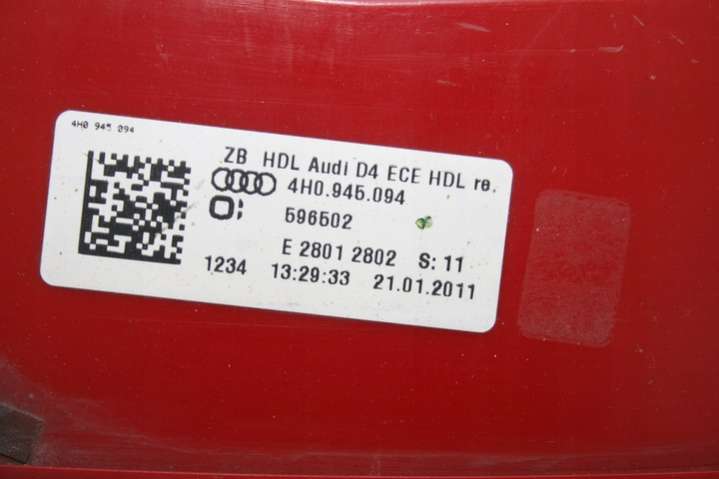 4H0 945 094
ZB HDL Audi D4 ECE HDL re.
4H0.945.094
596502
E 2801 2802 S: 11
1234 13:29:33 21.01.2011